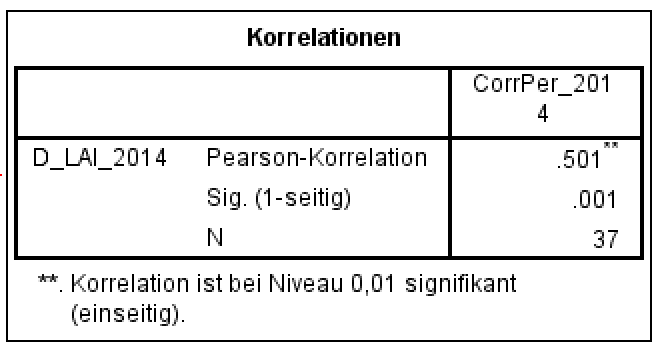 Korrelationen
CorrPer_201
4
D_LAI_2014 Pearson-Korrelation .501**
Sig. (1-seitig) .001
N 37
**. Korrelation ist bei Niveau 0,01 signifikant
(einseitig).